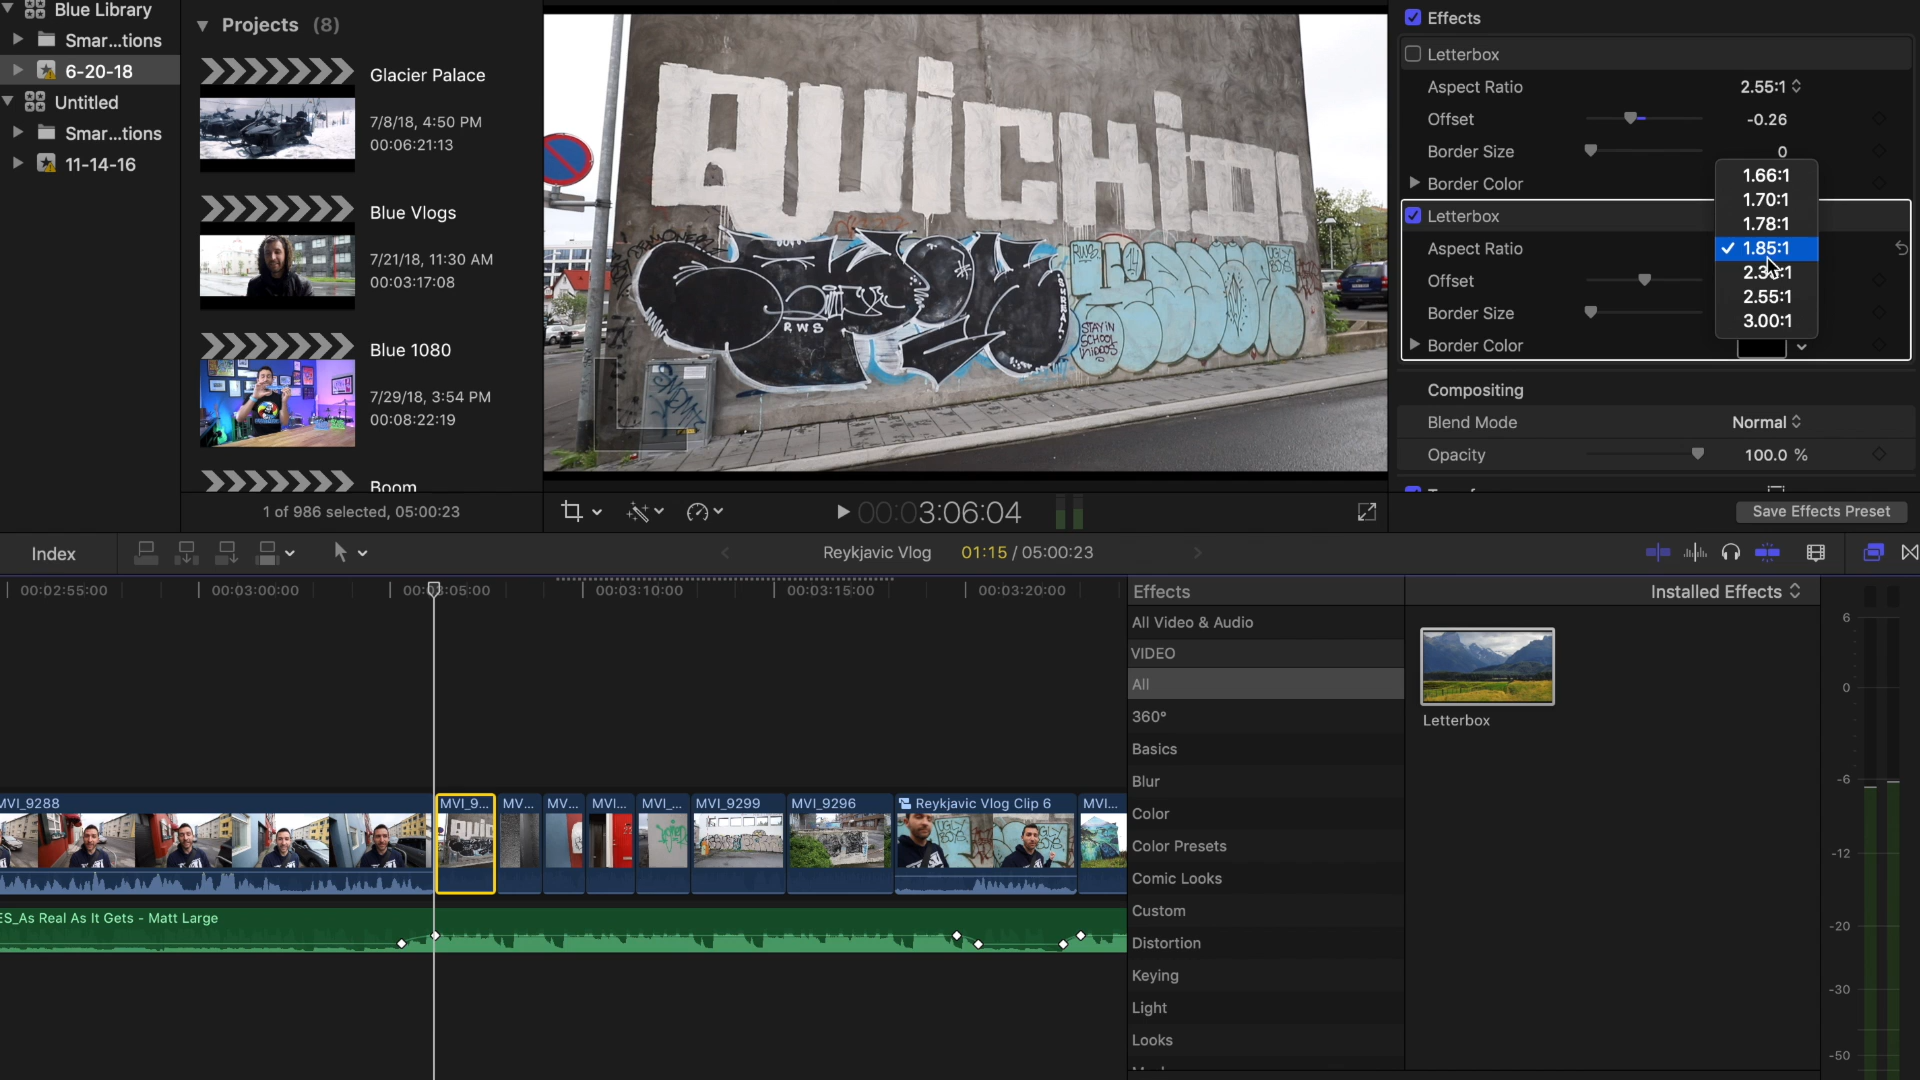 Blue Library
Smar...tions
6-20-18
Untitled
Smar...tions
11-14-16
Projects (8)
Glacier Palace
7/8/18, 4:50 PM
00:06:21:13
Blue Vlogs
7/21/18, 11:30 AM
00:03:17:08
Blue 1080
7/29/18, 3:54 PM
00:08:22:19
Boom
1 of 986 selected, 05:00:23
STAY IN
SCHOOL
RWS
UGLY
BOYS
Effects
Letterbox
Aspect Ratio 2.55:1
Offset -0.26
Border Size 0
Border Color
Letterbox
Aspect Ratio
Offset
Border Size
Border Color
1.66:1
1.70:1
1.78:1
1.85:1
2.55:1
3.00:1
Compositing
Blend Mode Normal
Opacity 100.0 %
Save Effects Preset
00:03:06:04
Index
Reykjavic Vlog 01:15 / 05:00:23
00:02:55:00
00:03:00:00
00:03:05:00
00:03:10:00
00:03:15:00
00:03:20:00
MVI_9288
MVI_9...
MV...
MV...
MVI...
MVI_...
MVI_9299
MVI_9296
Reykjavic Vlog Clip 6
MVI...
ES_As Real As It Gets - Matt Large
Effects
All Video & Audio
VIDEO
All
360°
Basics
Blur
Color
Color Presets
Comic Looks
Custom
Distortion
Keying
Light
Looks
Installed Effects
Letterbox
6
0
-6
-12
-20
-30
-50